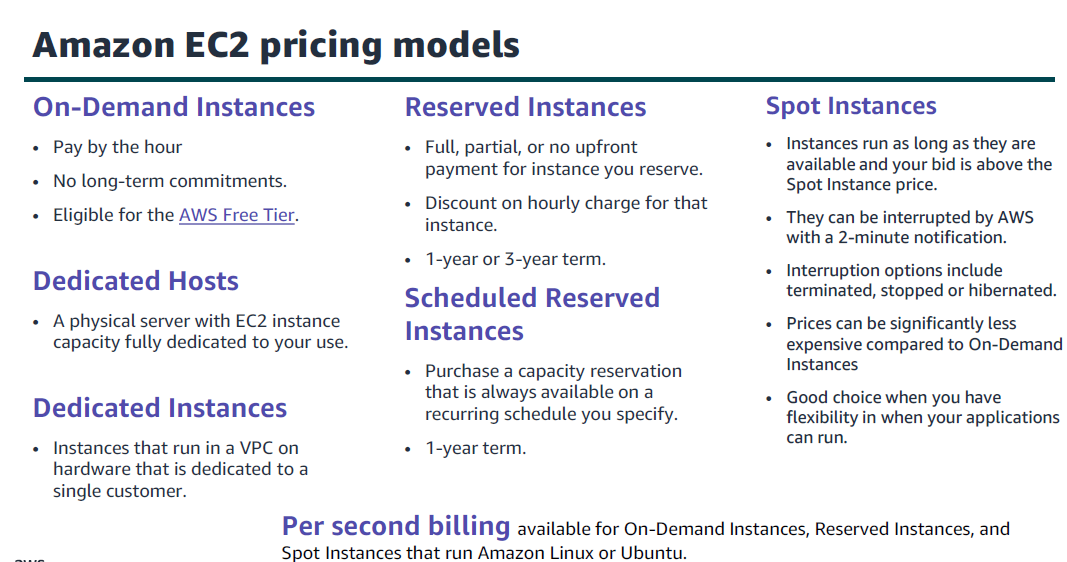 Amazon EC2 pricing models
On-Demand Instances
• Pay by the hour
• No long-term commitments.
• Eligible for the AWS Free Tier.
Dedicated Hosts
• A physical server with EC2 instance
capacity fully dedicated to your use.
Dedicated Instances
• Instances that run in a VPC on
hardware that is dedicated to a
single customer.
Reserved Instances
• Full, partial, or no upfront
payment for instance you reserve.
• Discount on hourly charge for that
instance.
• 1-year or 3-year term.
Scheduled Reserved
Instances
• Purchase a capacity reservation
that is always available on a
recurring schedule you specify.
• 1-year term.
Spot Instances
• Instances run as long as they are
available and your bid is above the
Spot Instance price.
• They can be interrupted by AWS
with a 2-minute notification.
• Interruption options include
terminated, stopped or hibernated.
• Prices can be significantly less
expensive compared to On-Demand
Instances
• Good choice when you have
flexibility in when your applications
can run.
Per second billing available for On-Demand Instances, Reserved Instances, and
Spot Instances that run Amazon Linux or Ubuntu.
aws